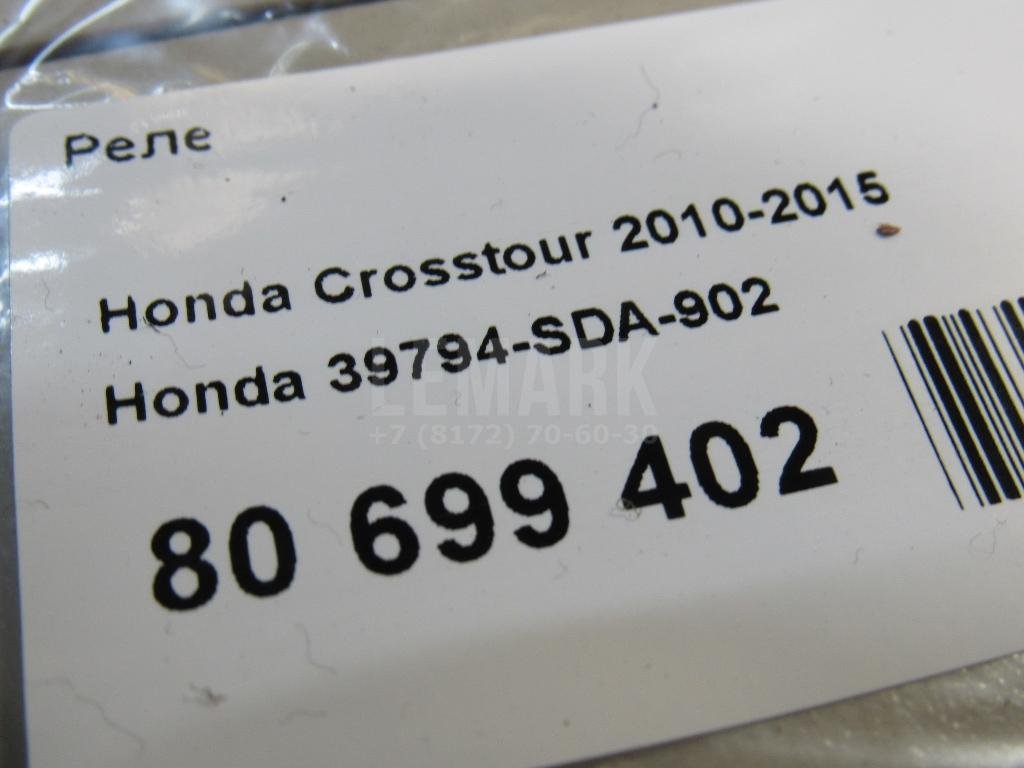 Реле
Honda Crosstour 2010-2015
Honda 39794-SDA-902
LEMARK
+7 (8172) 70-60-30
80 699 402